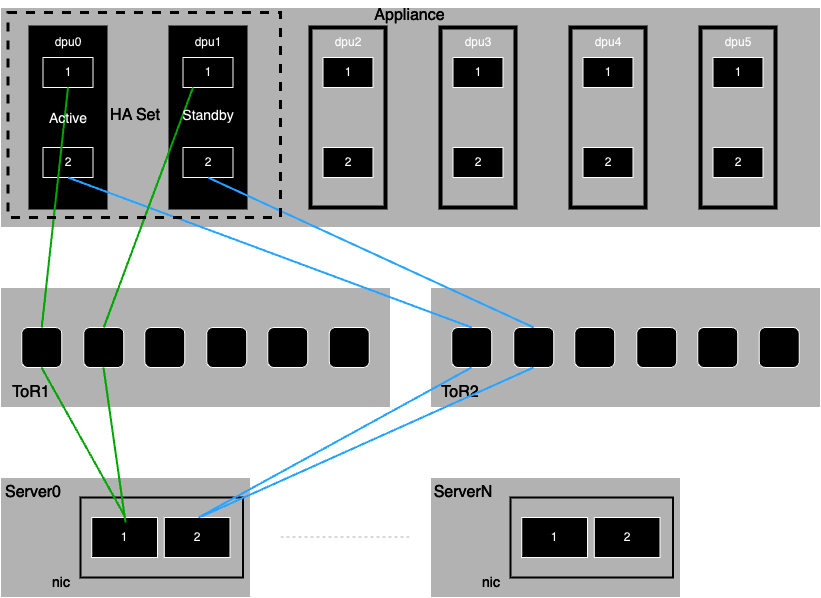 Appliance
dpu0
dpu1
dpu2
dpu3
dpu4
dpu5
1
1
1
1
1
1
Active
HA Set
Standby
2
2
2
2
2
2
ToR1
ToR2
Server0
1
2
nic
ServerN
1
2
nic